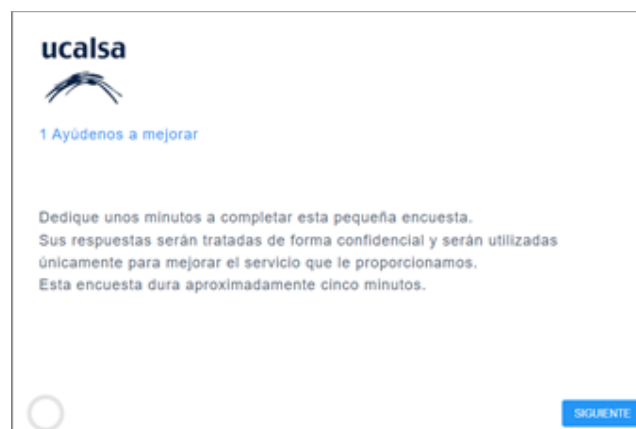 ucalsa
1 Ayúdenos a mejorar
Dedique unos minutos a completar esta pequeña encuesta.
Sus respuestas serán tratadas de forma confidencial y serán utilizadas
únicamente para mejorar el servicio que le proporcionamos.
Esta encuesta dura aproximadamente cinco minutos.
SIGUIENTE